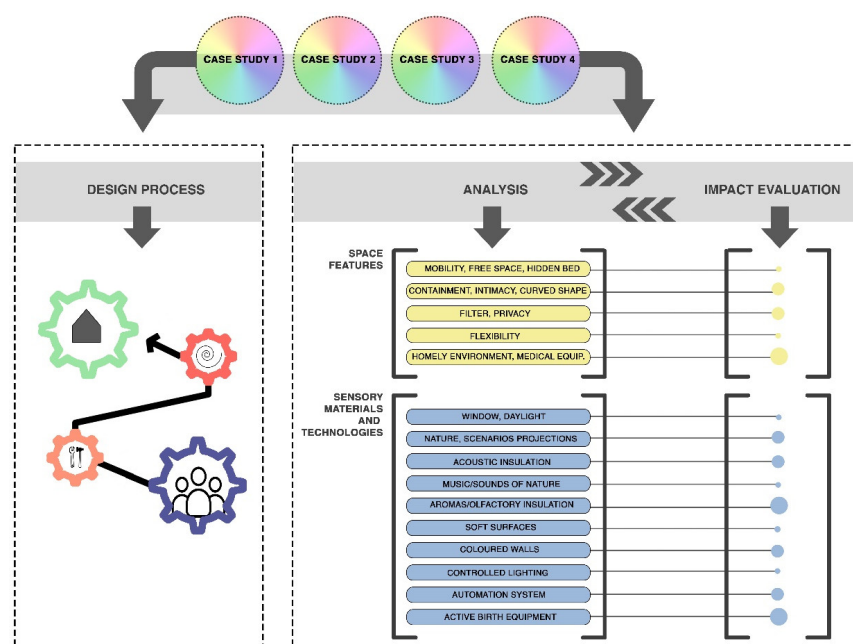 CASE STUDY 1
CASE STUDY 2
CASE STUDY 3
CASE STUDY 4
DESIGN PROCESS
ANALYSIS
IMPACT EVALUATION
SPACE
FEATURES
MOBILITY, FREE SPACE, HIDDEN BED
CONTAINMENT, INTIMACY, CURVED SHAPE
FILTER, PRIVACY
FLEXIBILITY
HOMELY ENVIRONMENT, MEDICAL EQUIP.
SENSORY
MATERIALS
AND
TECHNOLOGIES
WINDOW, DAYLIGHT
NATURE, SCENARIOS PROJECTIONS
ACOUSTIC INSULATION
MUSIC/SOUNDS OF NATURE
AROMAS/OLFACTORY INSULATION
SOFT SURFACES
COLOURED WALLS
CONTROLLED LIGHTING
AUTOMATION SYSTEM
ACTIVE BIRTH EQUIPMENT